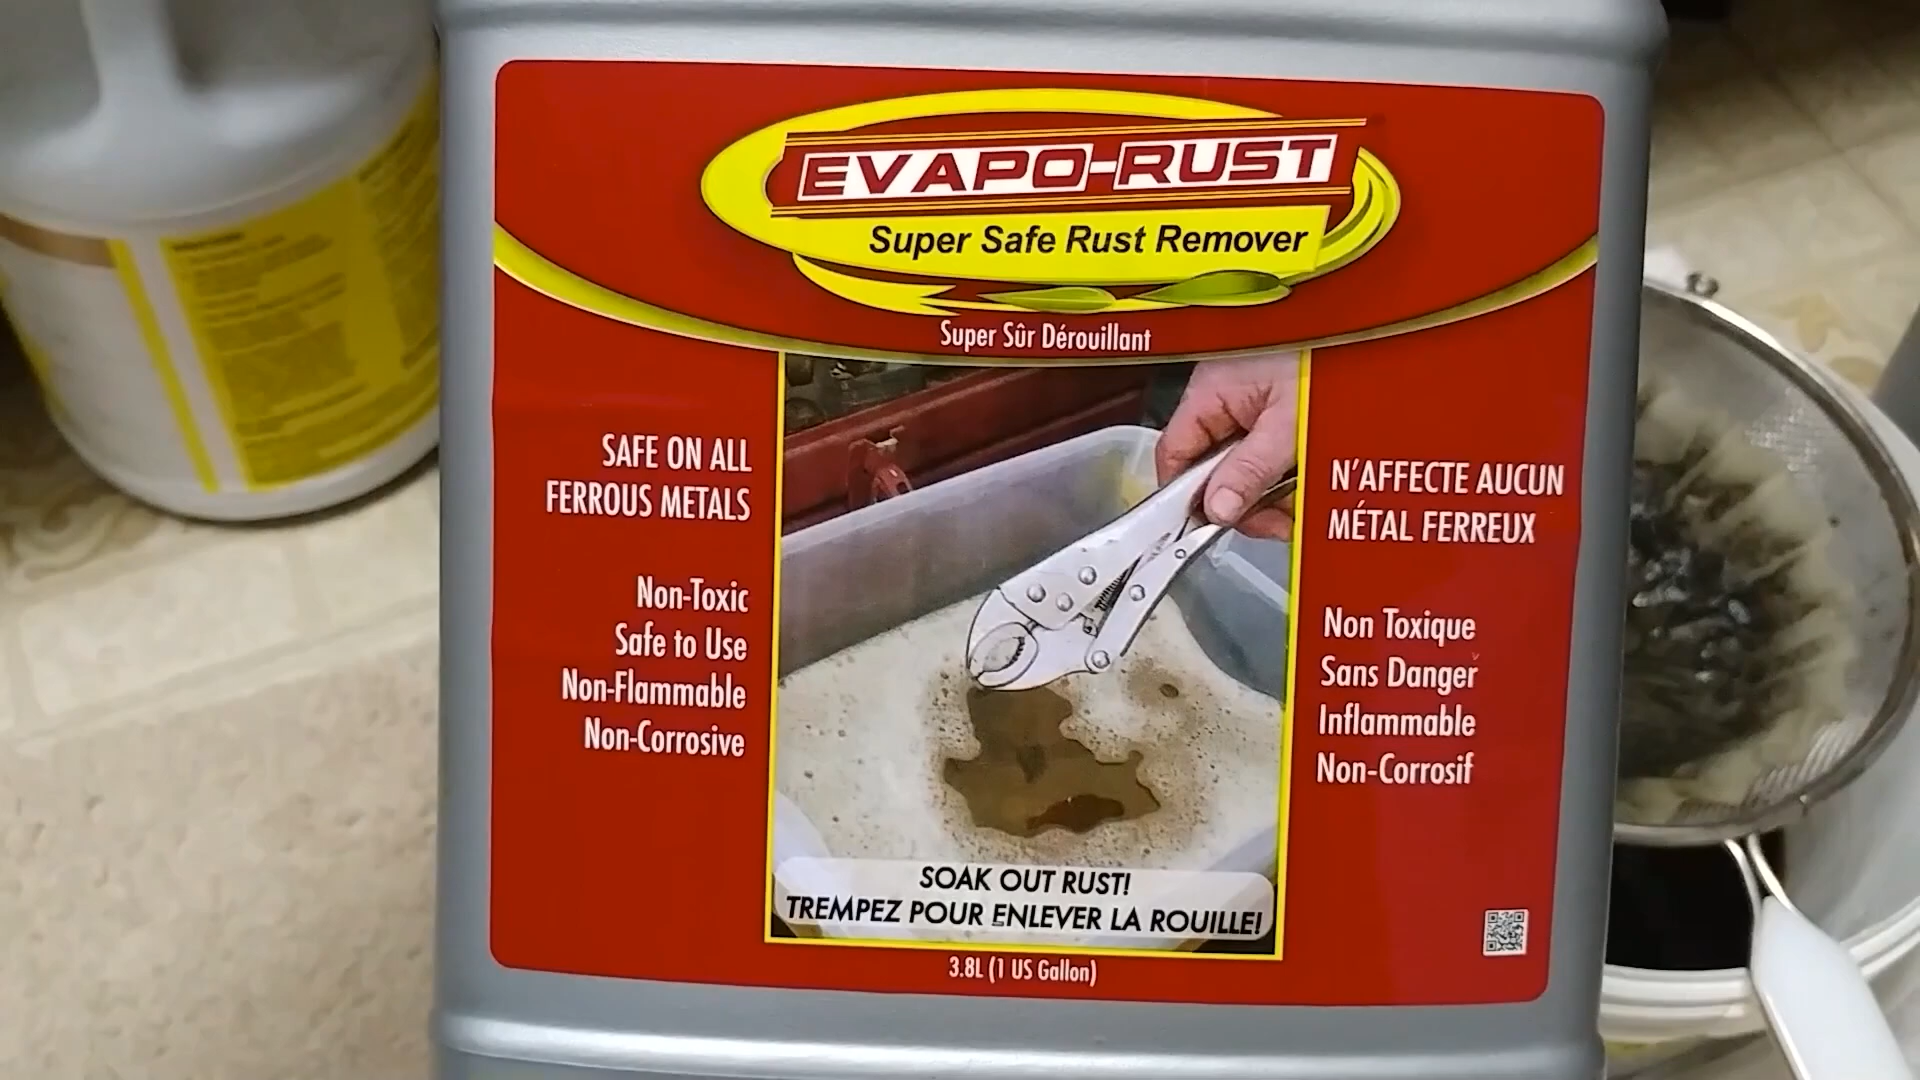 EVAPO-RUST
Super Safe Rust Remover
Super Sûr Dérouillant
SAFE ON ALL
FERROUS METALS
Non-Toxic
Safe to Use
Non-Flammable
Non-Corrosive
N'AFFECTE AUCUN
MÉTAL FERREUX
Non Toxique
Sans Danger
Inflammable
Non-Corrosif
SOAK OUT RUST!
TREMPEZ POUR ENLEVER LA ROUILLE!
3.8L (1 US Gallon)